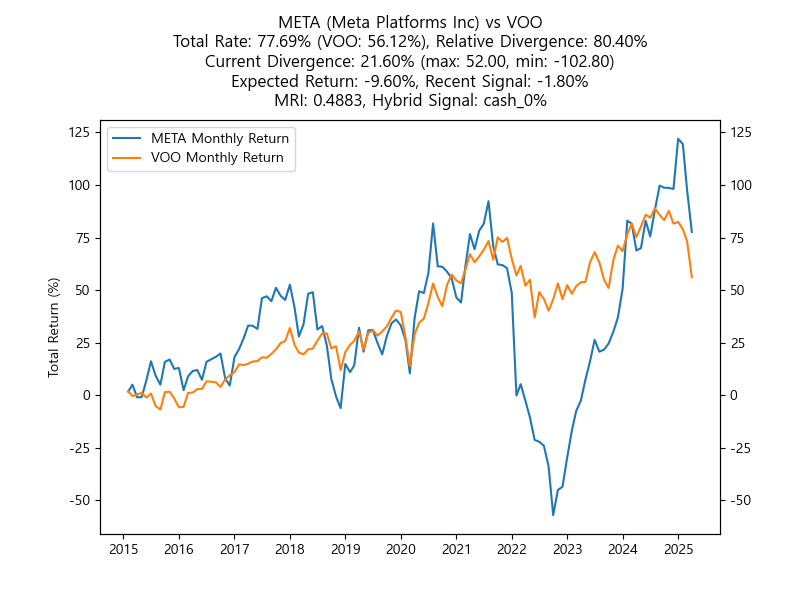 META (Meta Platforms Inc) vs VOO
Total Rate: 77.69% (VOO: 56.12%), Relative Divergence: 80.40%
Current Divergence: 21.60% (max: 52.00, min: -102.80)
Expected Return: -9.60%, Recent Signal: -1.80%
MRI: 0.4883, Hybrid Signal: cash_0%
META Monthly Return
VOO Monthly Return
Total Return (%)
125
100
75
50
25
0
-25
-50
125
100
75
50
25
0
-25
-50
2015 2016 2017 2018 2019 2020 2021 2022 2023 2024 2025